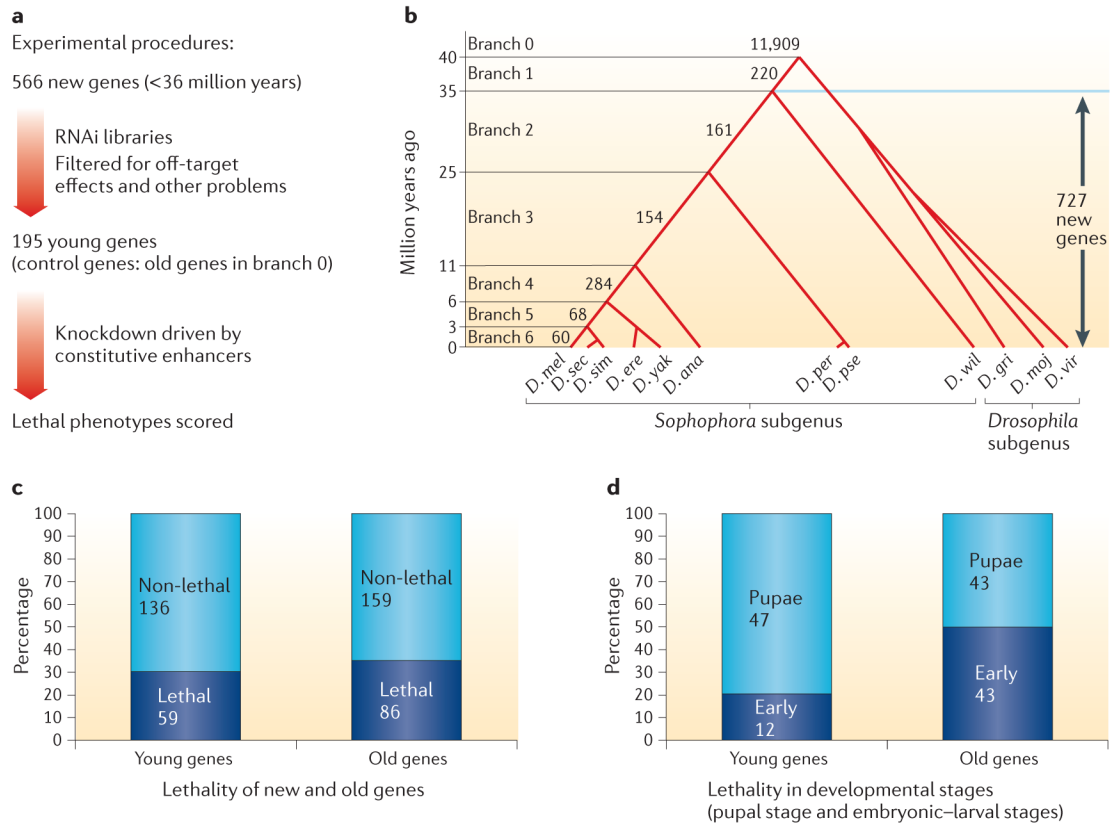 a
Experimental procedures:
566 new genes (<36 million years)
RNAi libraries
Filtered for off-target
effects and other problems
195 young genes
(control genes: old genes in branch 0)
Knockdown driven by
constitutive enhancers
Lethal phenotypes scored
b
Million years ago
40
35
25
11
6
3
0
Branch 0
11,909
Branch 1
220
Branch 2
161
Branch 3
154
Branch 4
284
Branch 5
68
Branch 6
60
727
new
genes
D. mel
D. sec
D. sim
D. ere
D. yak
D. ana
D. per
D. pse
D. wil
D. gri
D. moj
D. vir
Sophophora subgenus
Drosophila
subgenus
c
Percentage
100
90
80
70
60
50
40
30
20
10
0
Non-lethal
136
Lethal
59
Non-lethal
159
Lethal
86
Young genes
Old genes
Lethality of new and old genes
d
Percentage
100
90
80
70
60
50
40
30
20
10
0
Pupae
47
Early
12
Pupae
43
Early
43
Young genes
Old genes
Lethality in developmental stages
(pupal stage and embryonic–larval stages)